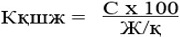 Кқшж = С х 100
Ж/қ